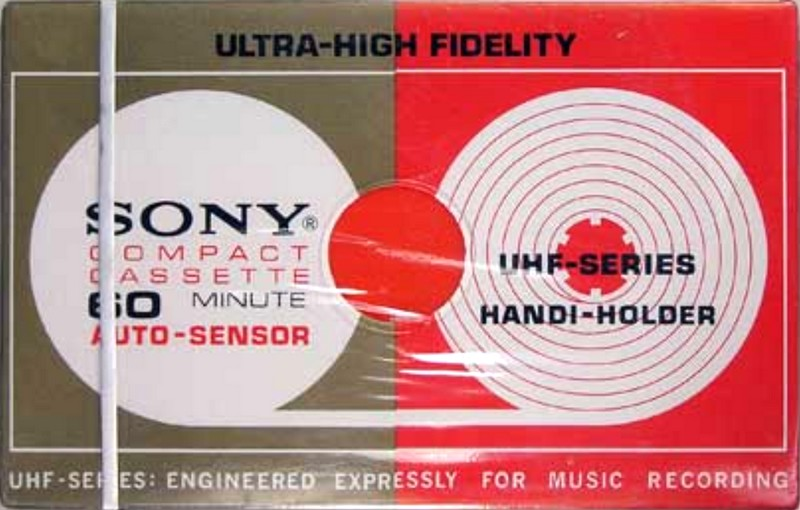 ULTRA-HIGH FIDELITY
SONY®
COMPACT
CASSETTE
60 MINUTE
AUTO-SENSOR
UHF-SERIES
HANDI-HOLDER
UHF-SERIES: ENGINEERED EXPRESSLY FOR MUSIC RECORDING